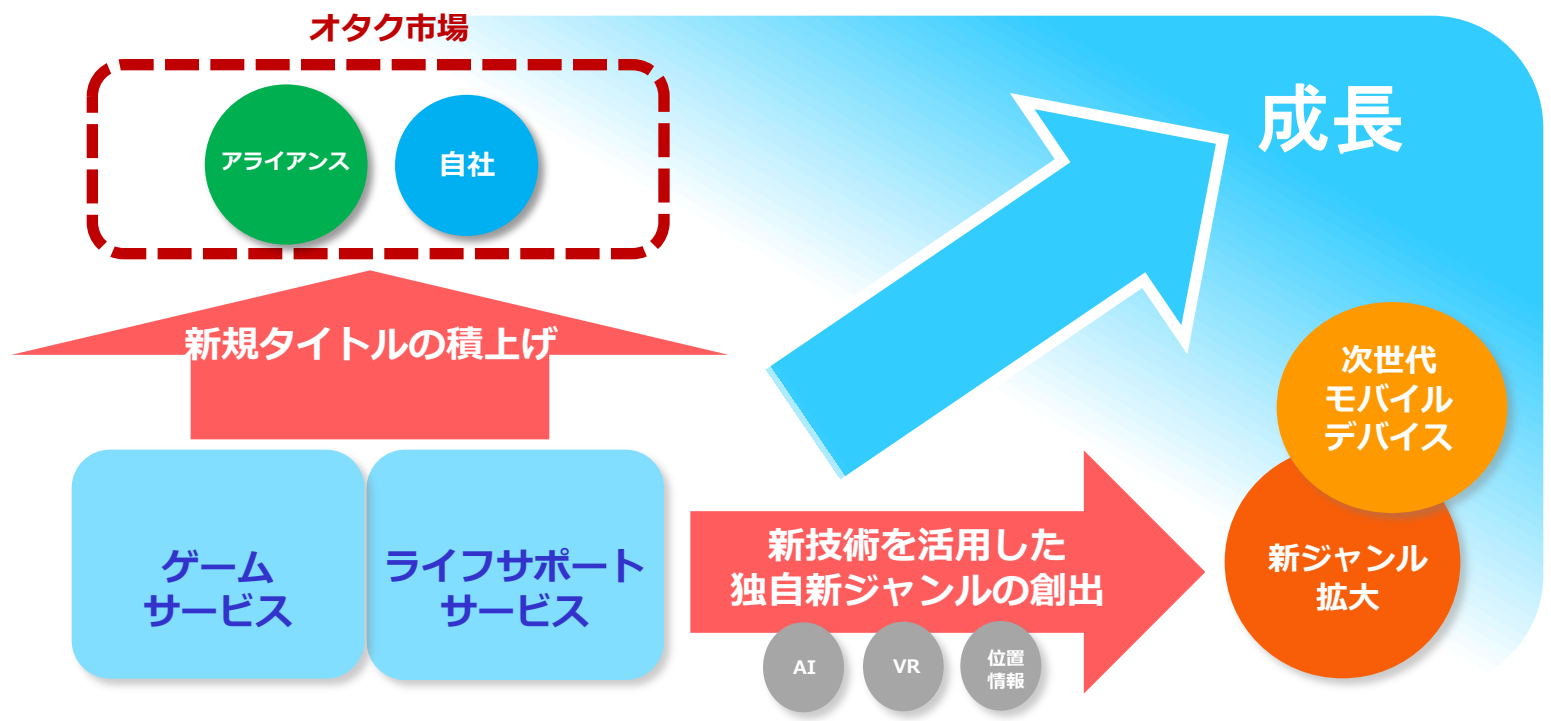 オタク市場
アライアンス
自社
成長
新規タイトルの積上げ
次世代
モバイル
デバイス
ゲーム
サービス
ライフサポート
サービス
新技術を活用した
独自新ジャンルの創出
新ジャンル
拡大
AI
VR
位置
情報